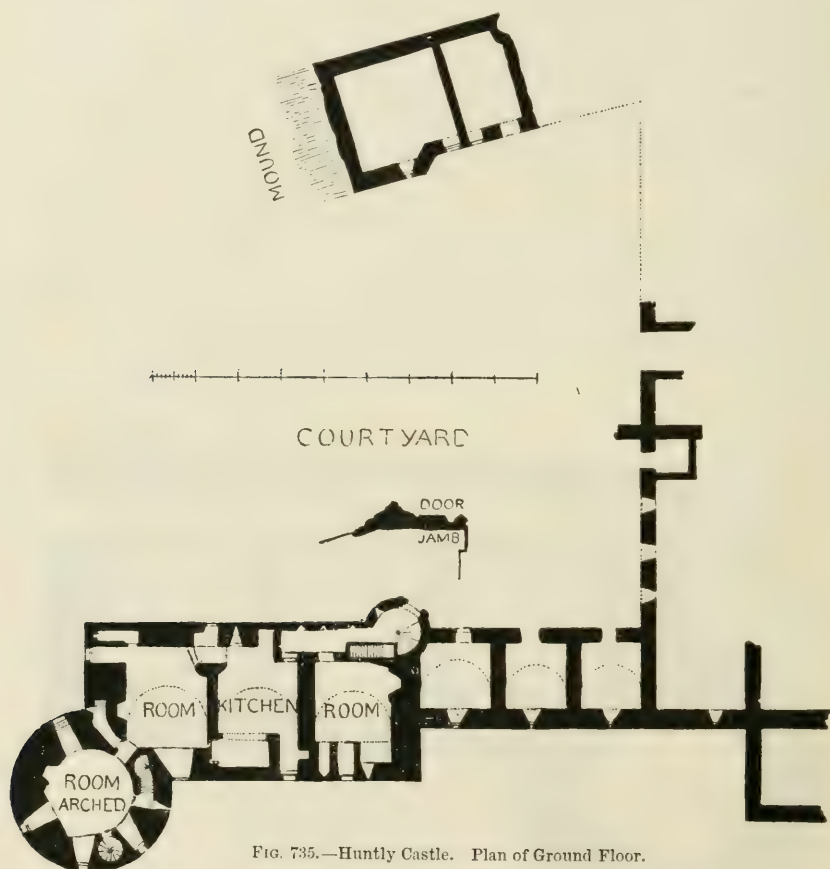 MOUND
COURTYARD
DOOR
JAMB
ROOM
KITCHEN
ROOM
ROOM
ARCHED
FIG. 735.—Huntly Castle. Plan of Ground Floor.